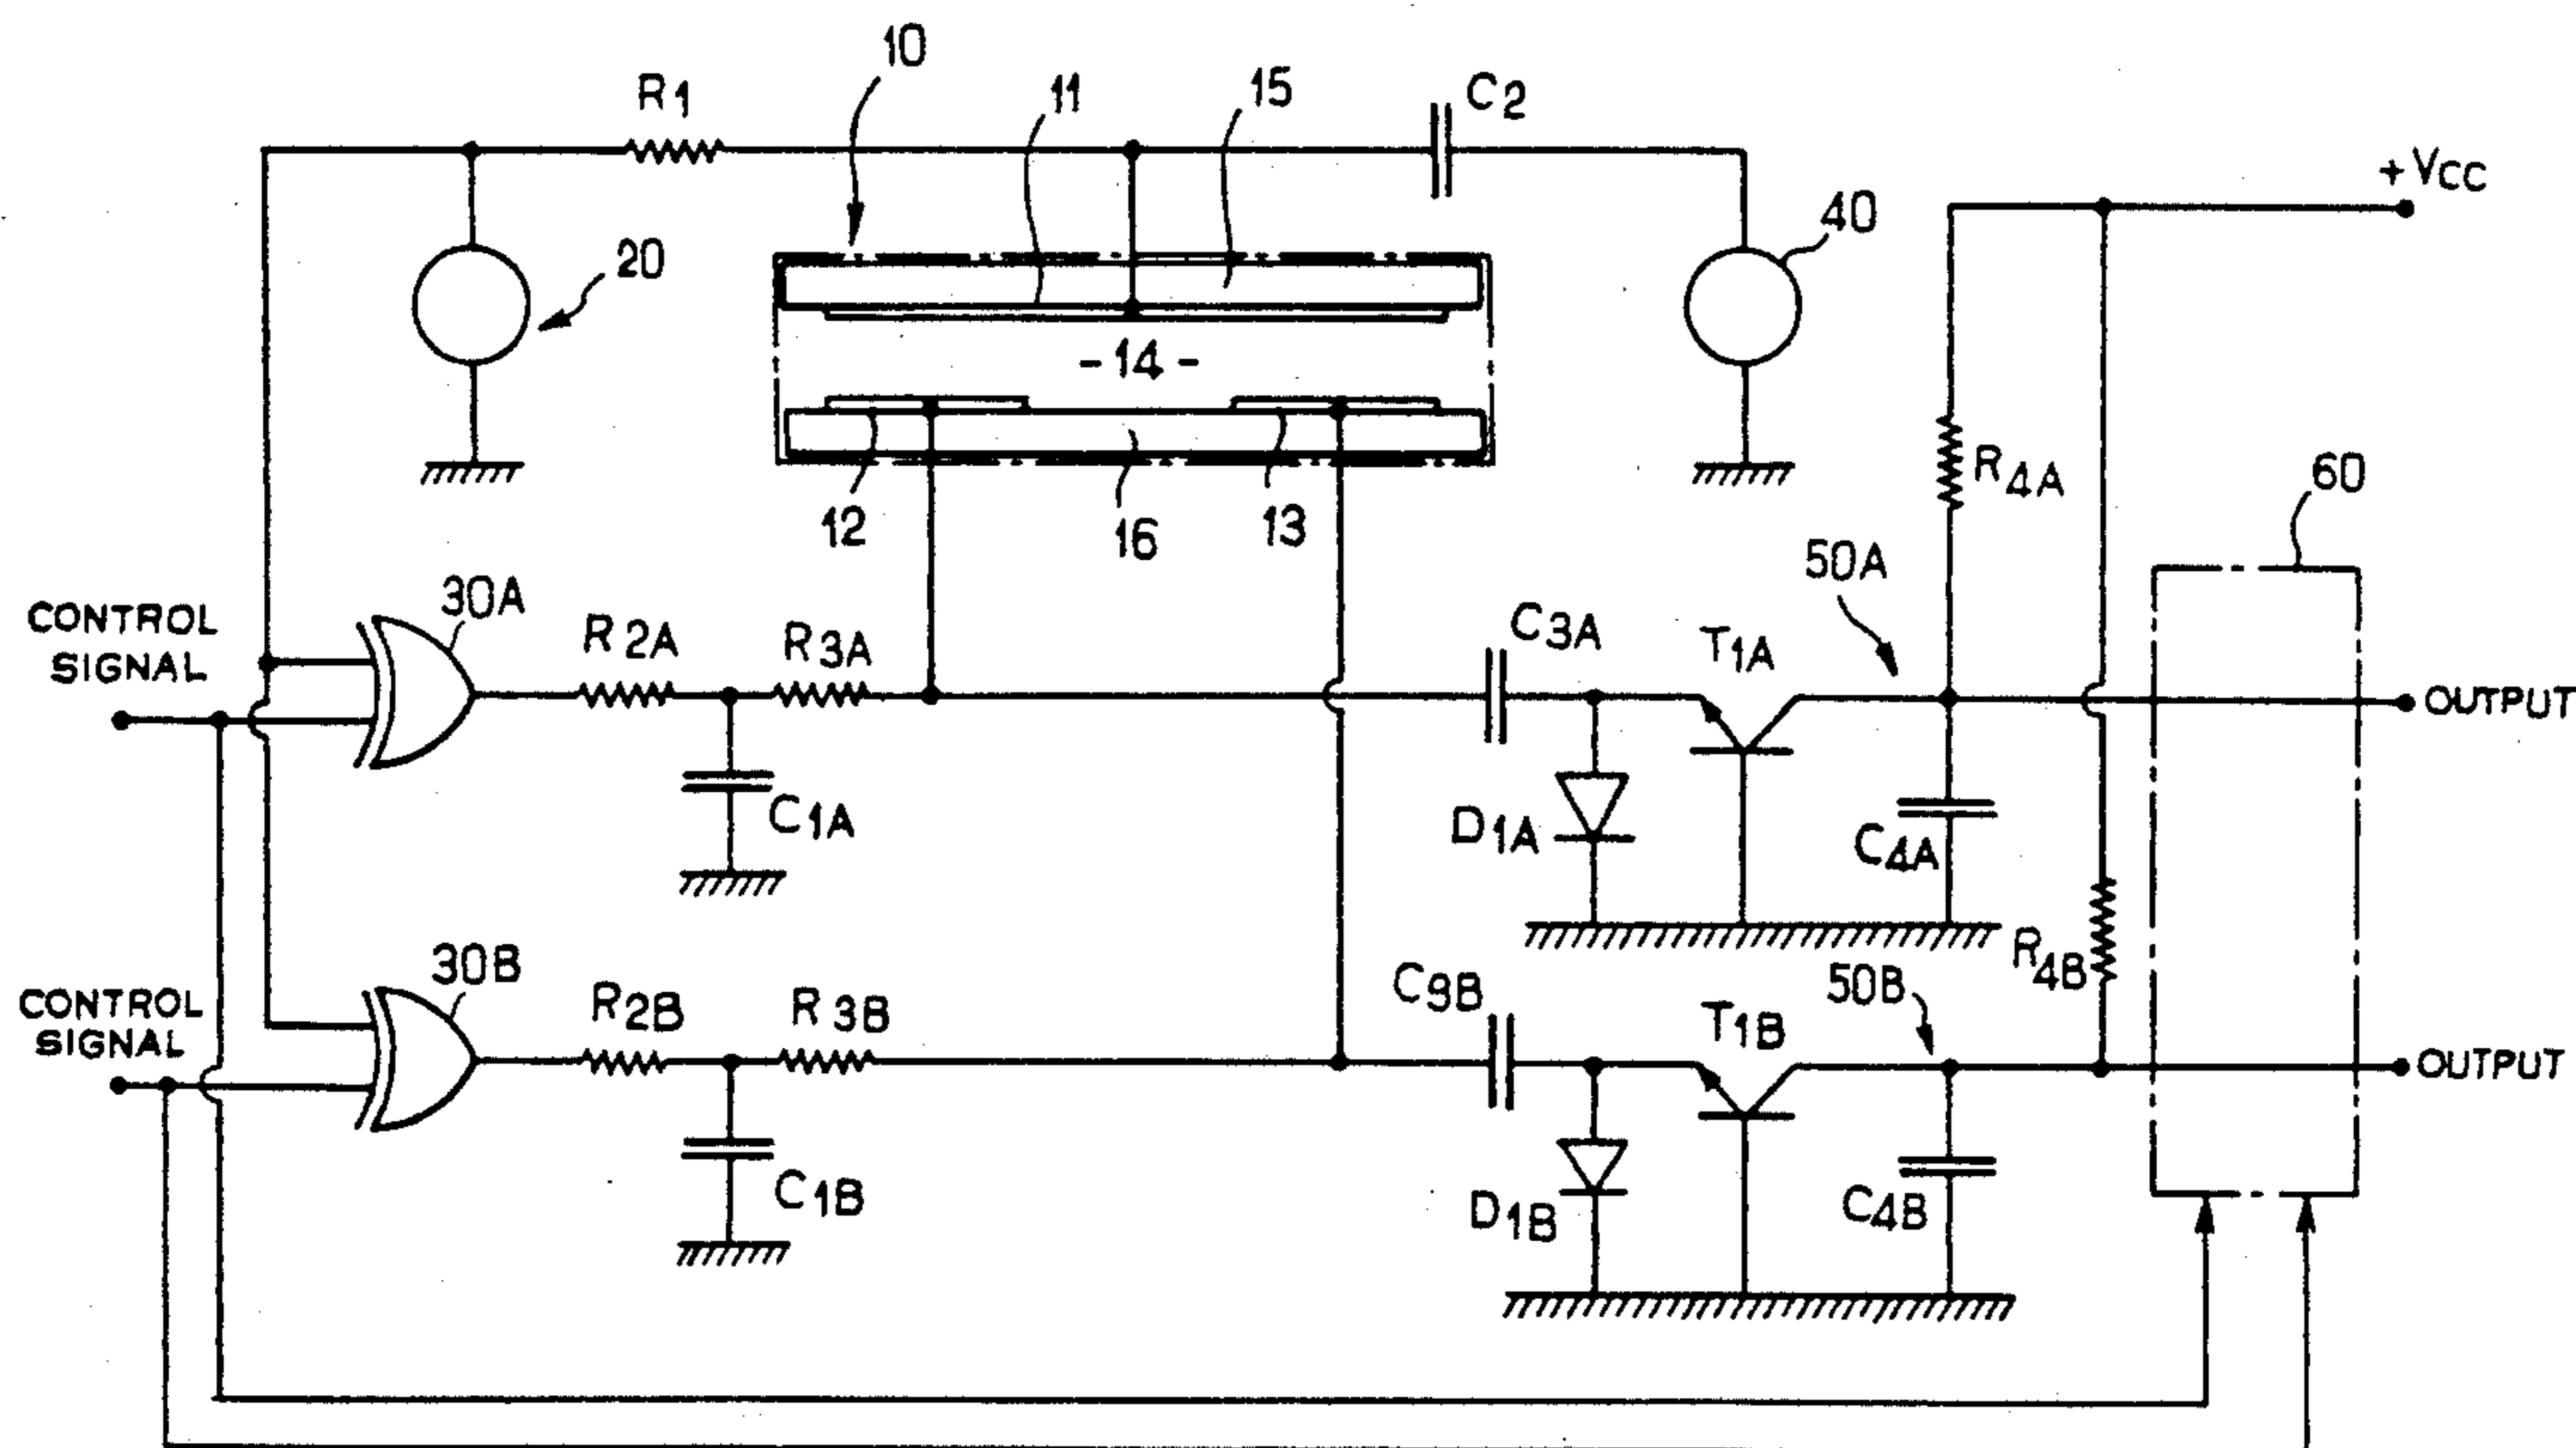 10
R1
11
15
C2
+VCC
20
40
-14-
R4A
60
12
16
13
50A
CONTROL
SIGNAL
30A
R2A
R3A
C3A
T1A
OUTPUT
C1A
D1A
C4A
R4B
30B
CONTROL
SIGNAL
R2B
R3B
C9B
T1B
50B
OUTPUT
C1B
D1B
C4B